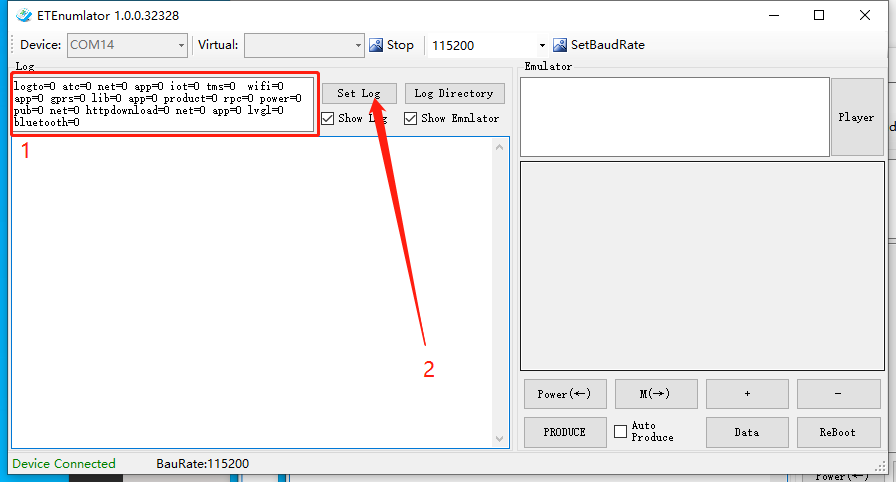 ETEnumlator 1.0.0.32328
Device: COM14 Virtual: Stop 115200 SetBaudRate
Log
logto=0 atc=0 net=0 app=0 iot=0 tms=0 wifi=0
app=0 gprs=0 lib=0 app=0 product=0 rpc=0 power=0
pub=0 net=0 httpdownload=0 net=0 app=0 lvgl=0
bluetooth=0
Set Log Log Directory
Show Log Show Emnlator
1
2
Emulator
Player
Power(←) M(→) + -
PRODUCE Auto Produce Data ReBoot
Device Connected BauRate:115200
Power(←)